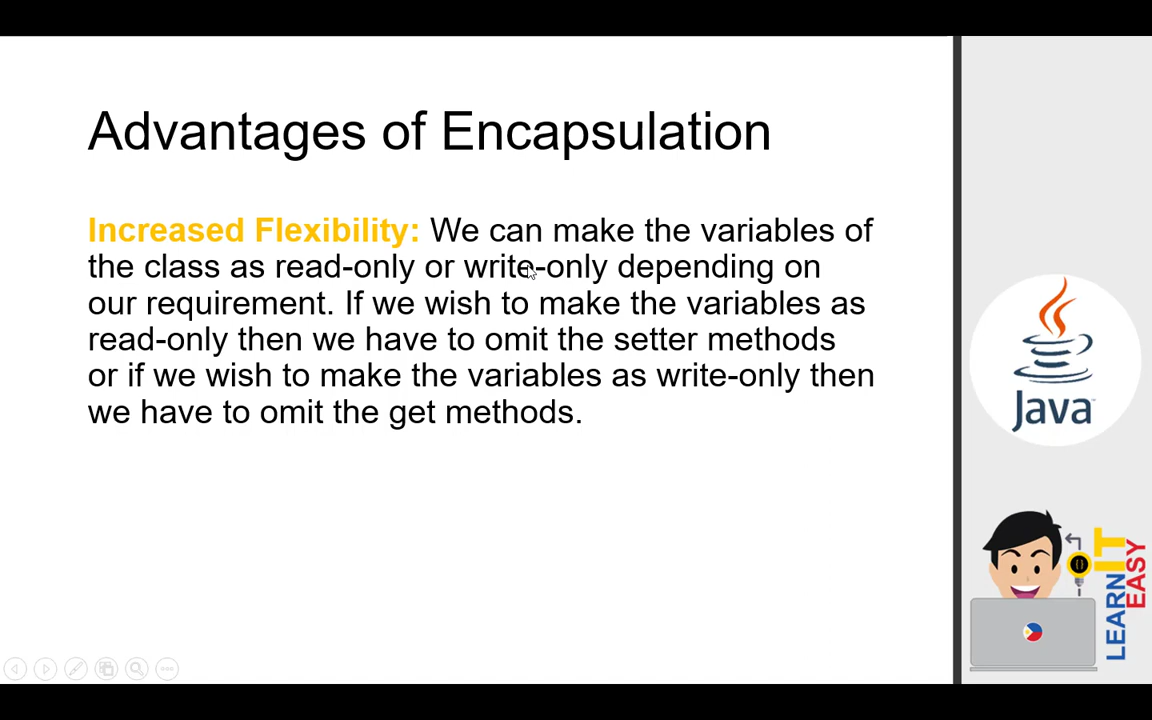 Advantages of Encapsulation
Increased Flexibility: We can make the variables of
the class as read-only or write-only depending on
our requirement. If we wish to make the variables as
read-only then we have to omit the setter methods
or if we wish to make the variables as write-only then
we have to omit the get methods.
Java™
LEARN
IT
EASY